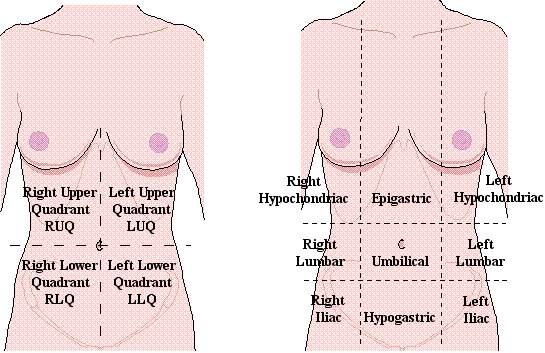 Right Upper
Quadrant
RUQ
Left Upper
Quadrant
LUQ
Right Lower
Quadrant
RLQ
Left Lower
Quadrant
LLQ
Right
Hypochondriac
Epigastric
Left
Hypochondriac
Right
Lumbar
Umbilical
Left
Lumbar
Right
Iliac
Hypogastric
Left
Iliac